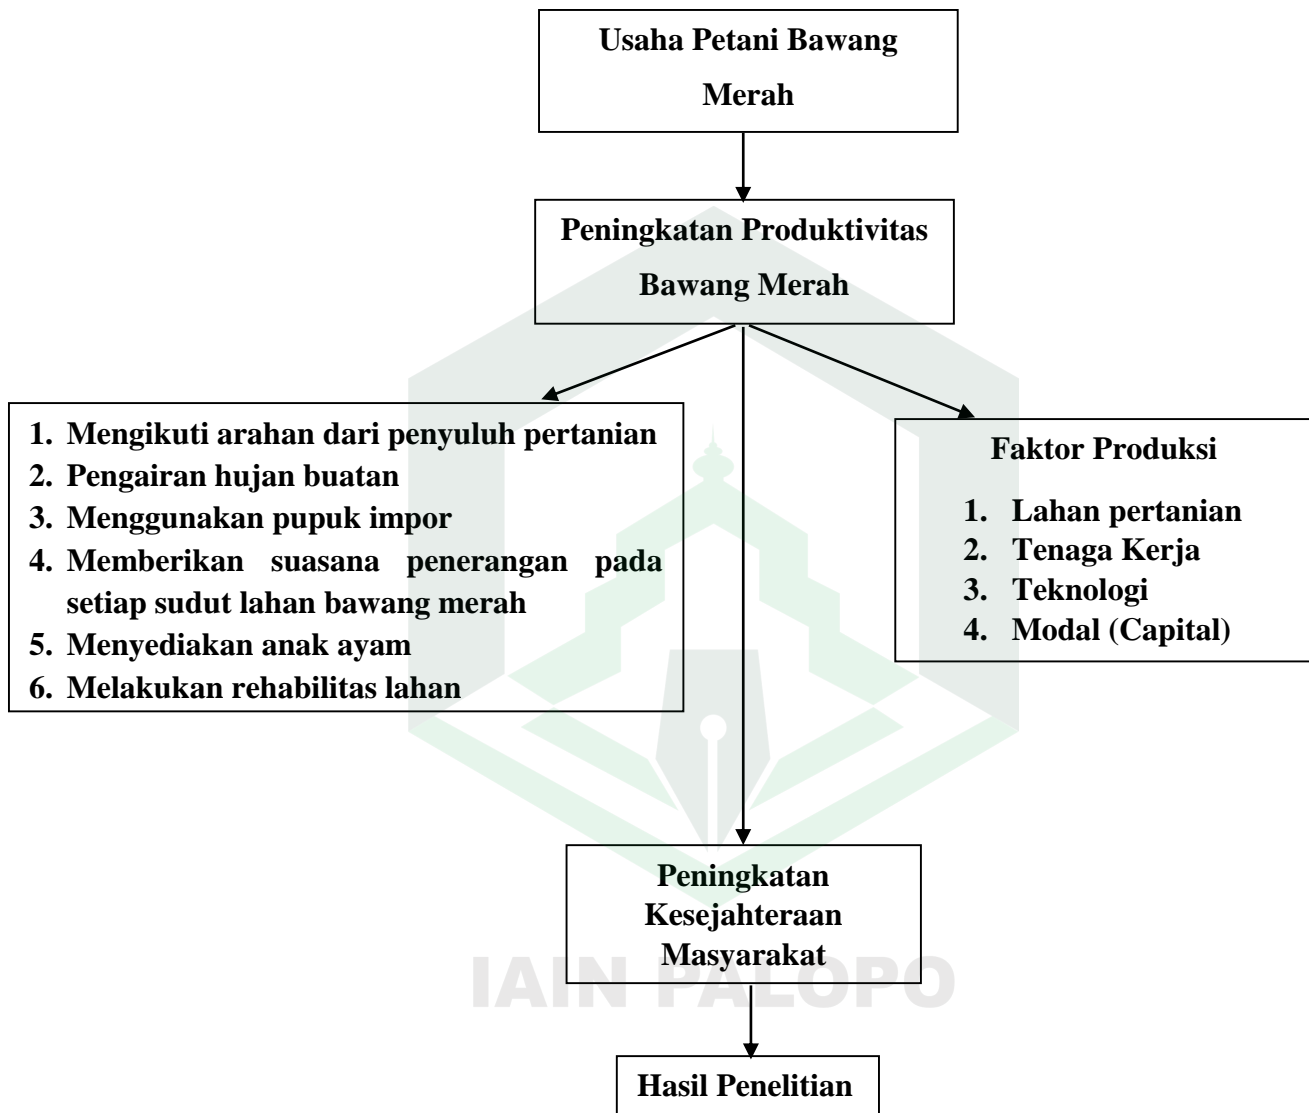 Usaha Petani Bawang
Merah
Peningkatan Produktivitas
Bawang Merah
1. Mengikuti arahan dari penyuluh pertanian
2. Pengairan hujan buatan
3. Menggunakan pupuk impor
4. Memberikan suasana penerangan pada
setiap sudut lahan bawang merah
5. Menyediakan anak ayam
6. Melakukan rehabilitas lahan
Faktor Produksi
1. Lahan pertanian
2. Tenaga Kerja
3. Teknologi
4. Modal (Capital)
Peningkatan
Kesejahteraan
Masyarakat
IAIN PALOPO
Hasil Penelitian